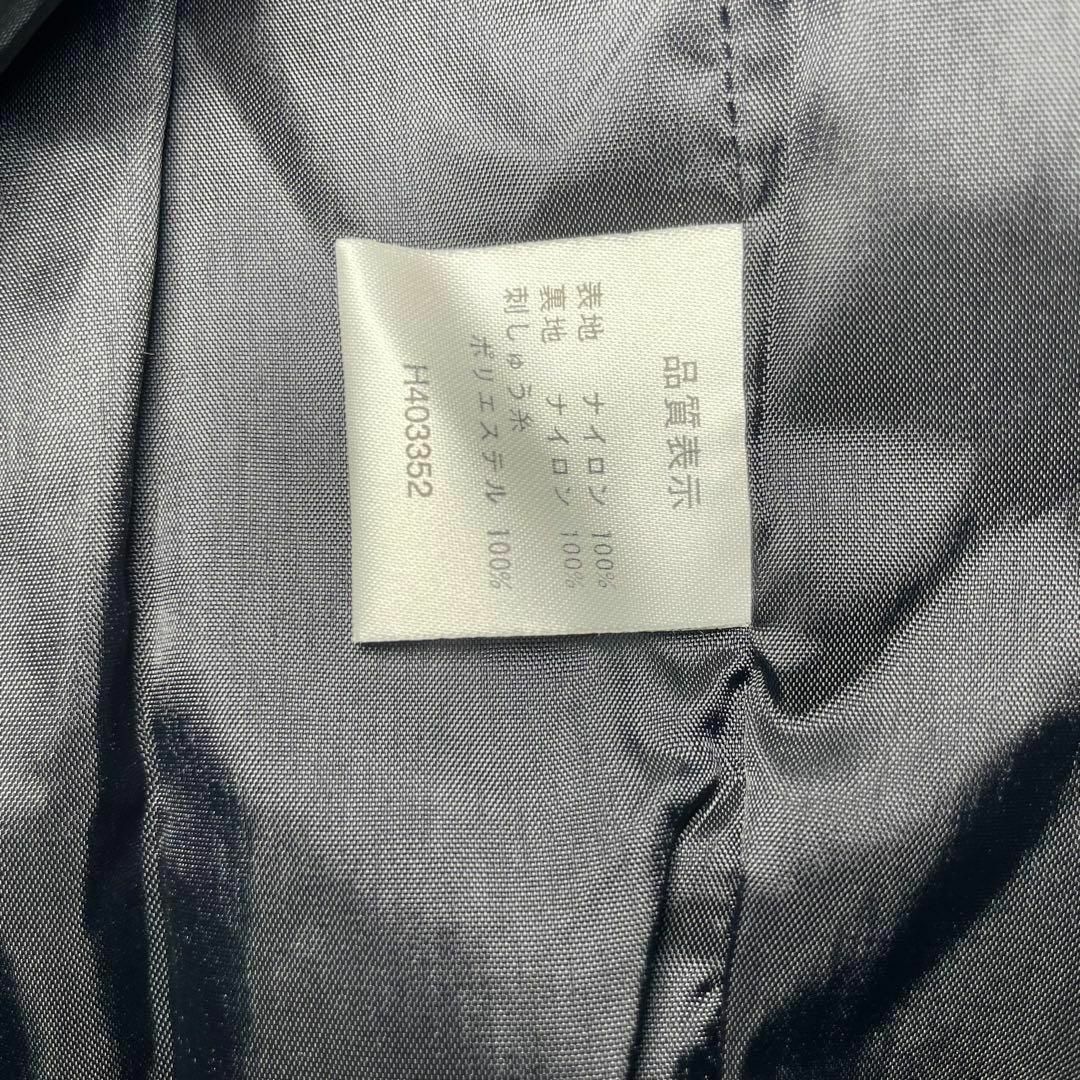 品質表示
表地 ナイロン 100%
裏地 ナイロン 100%
刺しゅう糸
ポリエステル 100%
H403352